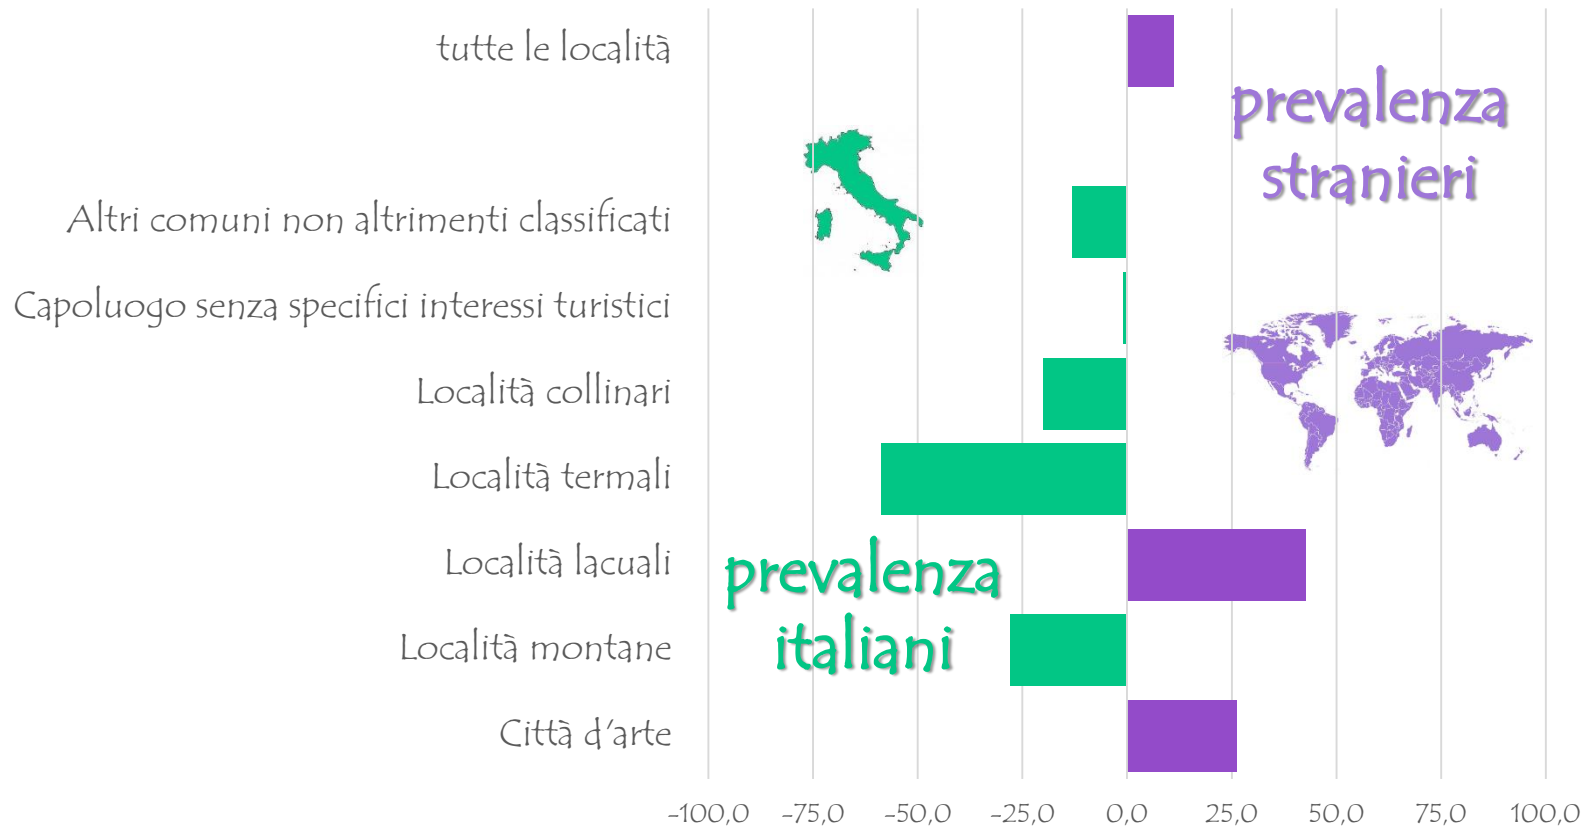 tutte le località
prevalenza
stranieri
Altri comuni non altrimenti classificati
Capoluogo senza specifici interessi turistici
Località collinari
Località termali
Località lacuali
prevalenza
italiani
Località montane
Città d'arte
-100,0 -75,0 -50,0 -25,0 0,0 25,0 50,0 75,0 100,0